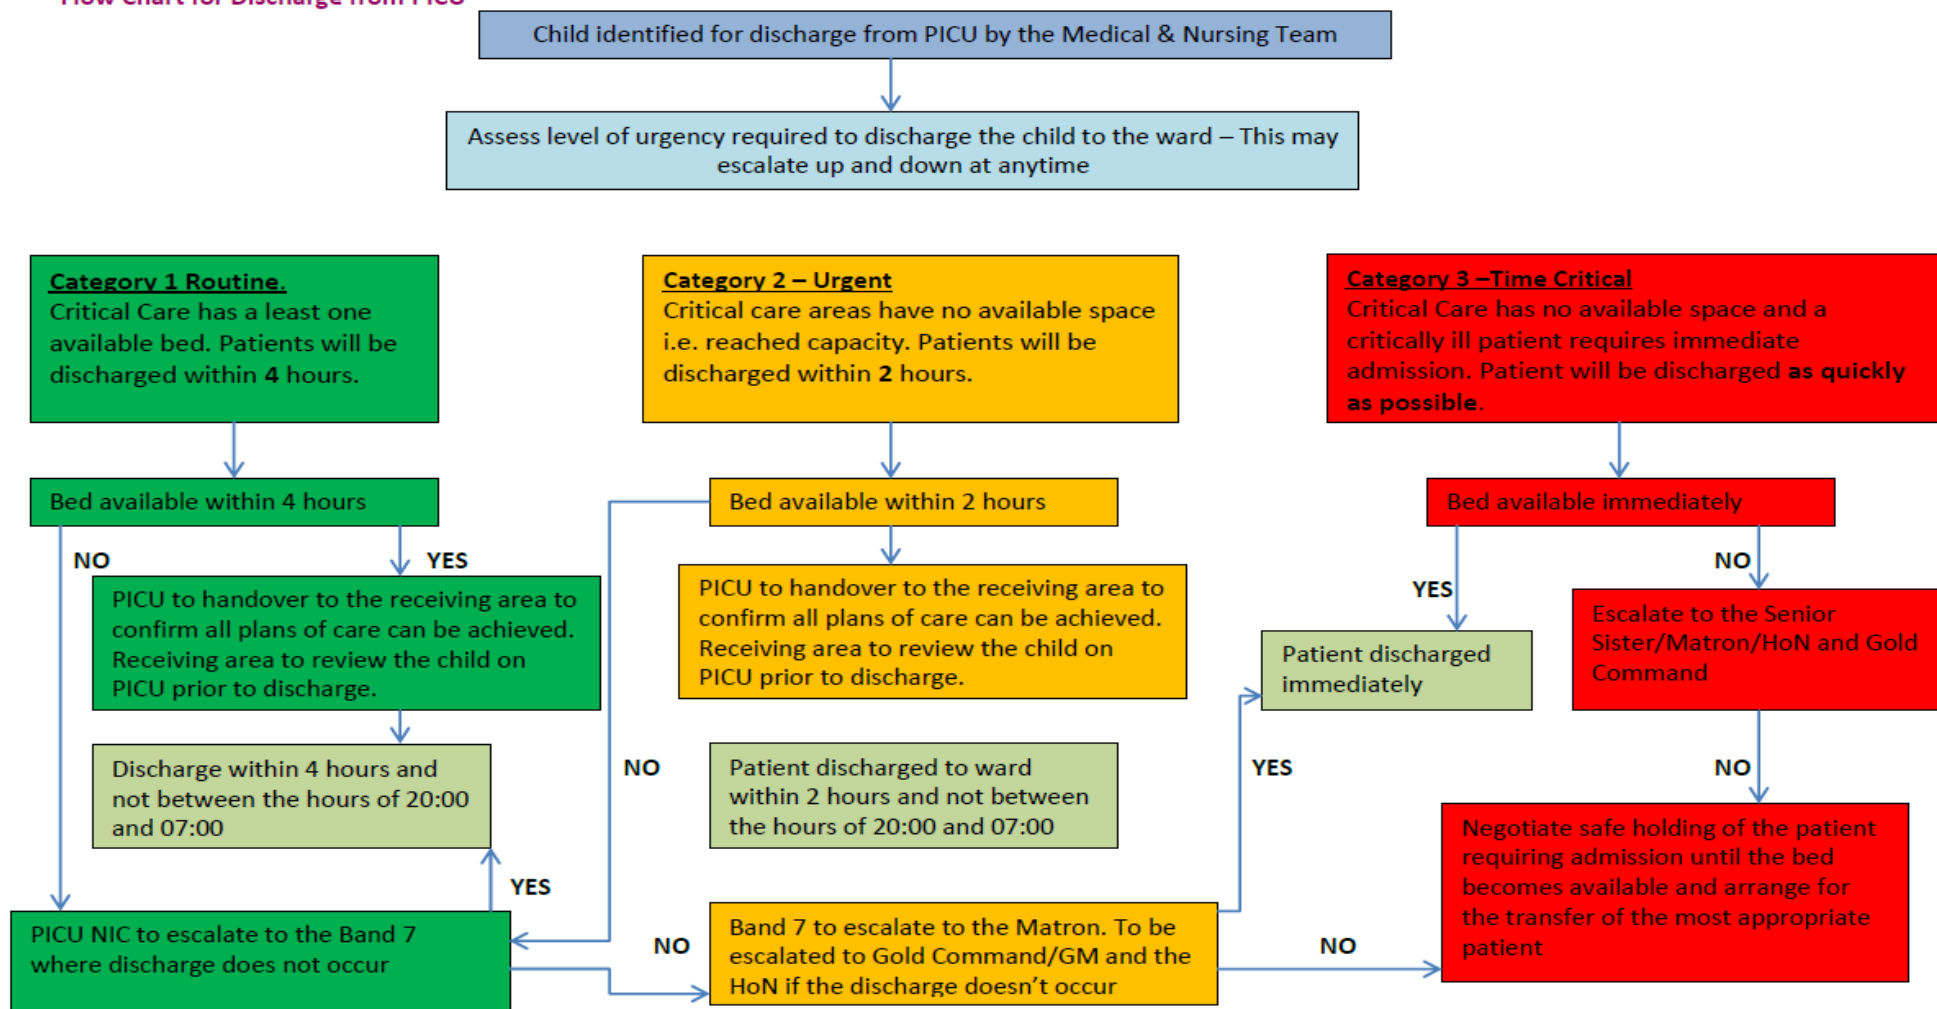 Flow Chart for Discharge from PICU
Child identified for discharge from PICU by the Medical & Nursing Team
Assess level of urgency required to discharge the child to the ward – This may
escalate up and down at anytime
Category 1 Routine.
Critical Care has a least one
available bed. Patients will be
discharged within 4 hours.
Category 2 – Urgent
Critical care areas have no available space
i.e. reached capacity. Patients will be
discharged within 2 hours.
Category 3 –Time Critical
Critical Care has no available space and a
critically ill patient requires immediate
admission. Patient will be discharged as quickly
as possible.
Bed available within 4 hours
Bed available within 2 hours
Bed available immediately
NO
YES
NO
YES
PICU to handover to the receiving area to
confirm all plans of care can be achieved.
Receiving area to review the child on
PICU prior to discharge.
PICU to handover to the receiving area to
confirm all plans of care can be achieved.
Receiving area to review the child on
PICU prior to discharge.
Patient discharged
immediately
Escalate to the Senior
Sister/Matron/HoN and Gold
Command
Discharge within 4 hours and
not between the hours of 20:00
and 07:00
NO
Patient discharged to ward
within 2 hours and not between
the hours of 20:00 and 07:00
YES
NO
Negotiate safe holding of the patient
requiring admission until the bed
becomes available and arrange for
the transfer of the most appropriate
patient
YES
PICU NIC to escalate to the Band 7
where discharge does not occur
NO
Band 7 to escalate to the Matron. To be
escalated to Gold Command/GM and the
HoN if the discharge doesn't occur
NO